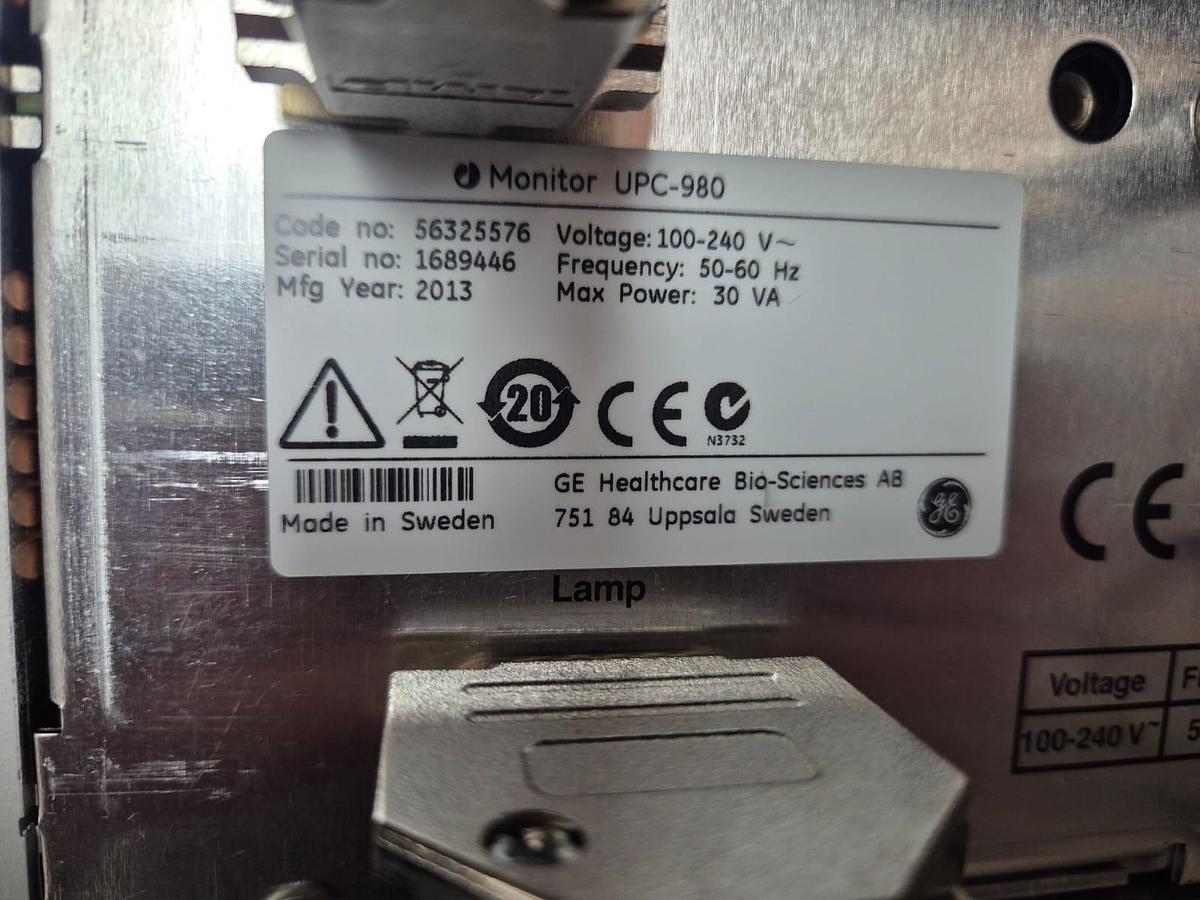 Monitor UPC-980
Code no: 56325576
Serial no: 1689446
Mfg Year: 2013
Voltage: 100-240 V~
Frequency: 50-60 Hz
Max Power: 30 VA
20
CE
N3732
Made in Sweden
GE Healthcare Bio-Sciences AB
751 84 Uppsala Sweden
GE
CE
Lamp
Voltage
100-240 V~
5